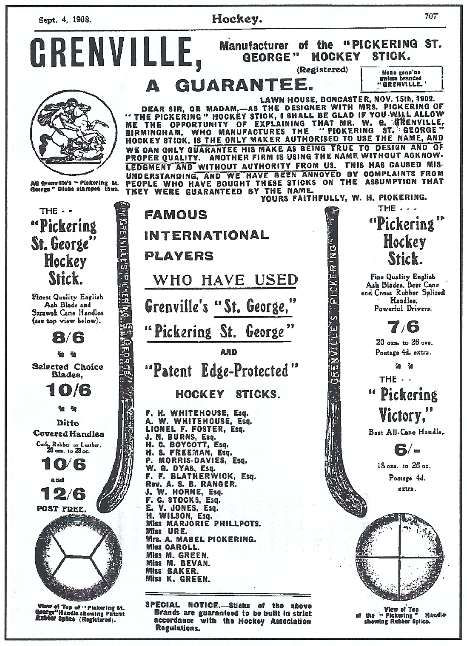 Sept. 4, 1908.
Hockey.
707
GRENVILLE,
Manufacturer of the "PICKERING ST.
GEORGE" HOCKEY STICK.
(Registered)
None genuine
unless branded
"GRENVILLE."
A GUARANTEE.
LAWN HOUSE, DONCASTER, NOV. 15th, 1902.
DEAR SIR, OR MADAM,—AS THE DESIGNER WITH MRS. PICKERING OF
"THE PICKERING" HOCKEY STICK, I SHALL BE GLAD IF YOU WILL ALLOW
ME THE OPPORTUNITY OF EXPLAINING THAT MR. W. G. GRENVILLE,
BIRMINGHAM, WHO MANUFACTURES THE "PICKERING ST. GEORGE"
HOCKEY STICK, IS THE ONLY MAKER AUTHORISED TO USE THE NAME, AND
WE CAN ONLY GUARANTEE HIS MAKE AS BEING TRUE TO DESIGN AND OF
PROPER QUALITY. ANOTHER FIRM IS USING THE NAME WITHOUT ACKNOW-
LEDGMENT AND WITHOUT AUTHORITY FROM US. THIS HAS CAUSED MIS-
UNDERSTANDING, AND WE HAVE BEEN ANNOYED BY COMPLAINTS FROM
PEOPLE WHO HAVE BOUGHT THESE STICKS ON THE ASSUMPTION THAT
THEY WERE GUARANTEED BY THE NAME.
YOURS FAITHFULLY, W. H. PICKERING.
All Grenville's "Pickering St.
George" Sticks stamped thus.
THE
"Pickering
St. George"
Hockey
Stick.
Finest Quality English
Ash Blade and
Sarawak Cane Handles
(see top view below).
8/6
Selected Choice
Blades,
10/6
Ditto
Covered Handles
Cork, Rubber or Leather.
20 ozs. to 28 oz.
10/6
and
12/6
POST FREE.
View of Top of "Pickering St.
George" Handle showing Patent
Rubber Splice (Registered).
GRENVILLE'S PICKERING ST. GEORGE
FAMOUS
INTERNATIONAL
PLAYERS
WHO HAVE USED
Grenville's "St. George,"
"Pickering St. George"
AND
"Patent Edge-Protected"
HOCKEY STICKS.
F. H. WHITEHOUSE, Esq.
A. W. WHITEHOUSE, Esq.
LIONEL F. FOSTER, Esq.
J. N. BURNS, Esq.
H. C. BOYCOTT, Esq.
H. S. FREEMAN, Esq.
P. MORRIS-DAVIES, Esq.
W. G. DYAS, Esq.
F. F. BLATHERWICK, Esq.
Rev. A. S. B. RANGER.
J. W. HORNE, Esq.
F. C. STOCKS, Esq.
E. Y. JONES, Esq.
H. WILSON, Esq.
Miss MARJORIE PHILLPOTS.
Miss URE.
Mrs. A. MABEL PICKERING.
Miss CAROLL.
Miss M. GREEN.
Miss M. BEVAN.
Miss BAKER.
Miss K. GREEN.
SPECIAL NOTICE.—Sticks of the above
Brands are guaranteed to be built in strict
accordance with the Hockey Association
Regulations.
GRENVILLE'S PICKERING
THE
"Pickering"
Hockey
Stick.
Fine Quality English
Ash Blades, Best Cane
and Cross Rubber Spliced
Handles,
Powerful Drivers.
7/6
20 ozs. to 26 oz.
Postage 4d. extra.
THE
"Pickering
Victory,"
Best All-Cane Handle,
6/-
18 ozs. to 26 oz.
Postage 4d.
extra.
View of Top
of the "Pickering" Handle
showing Rubber Splice.